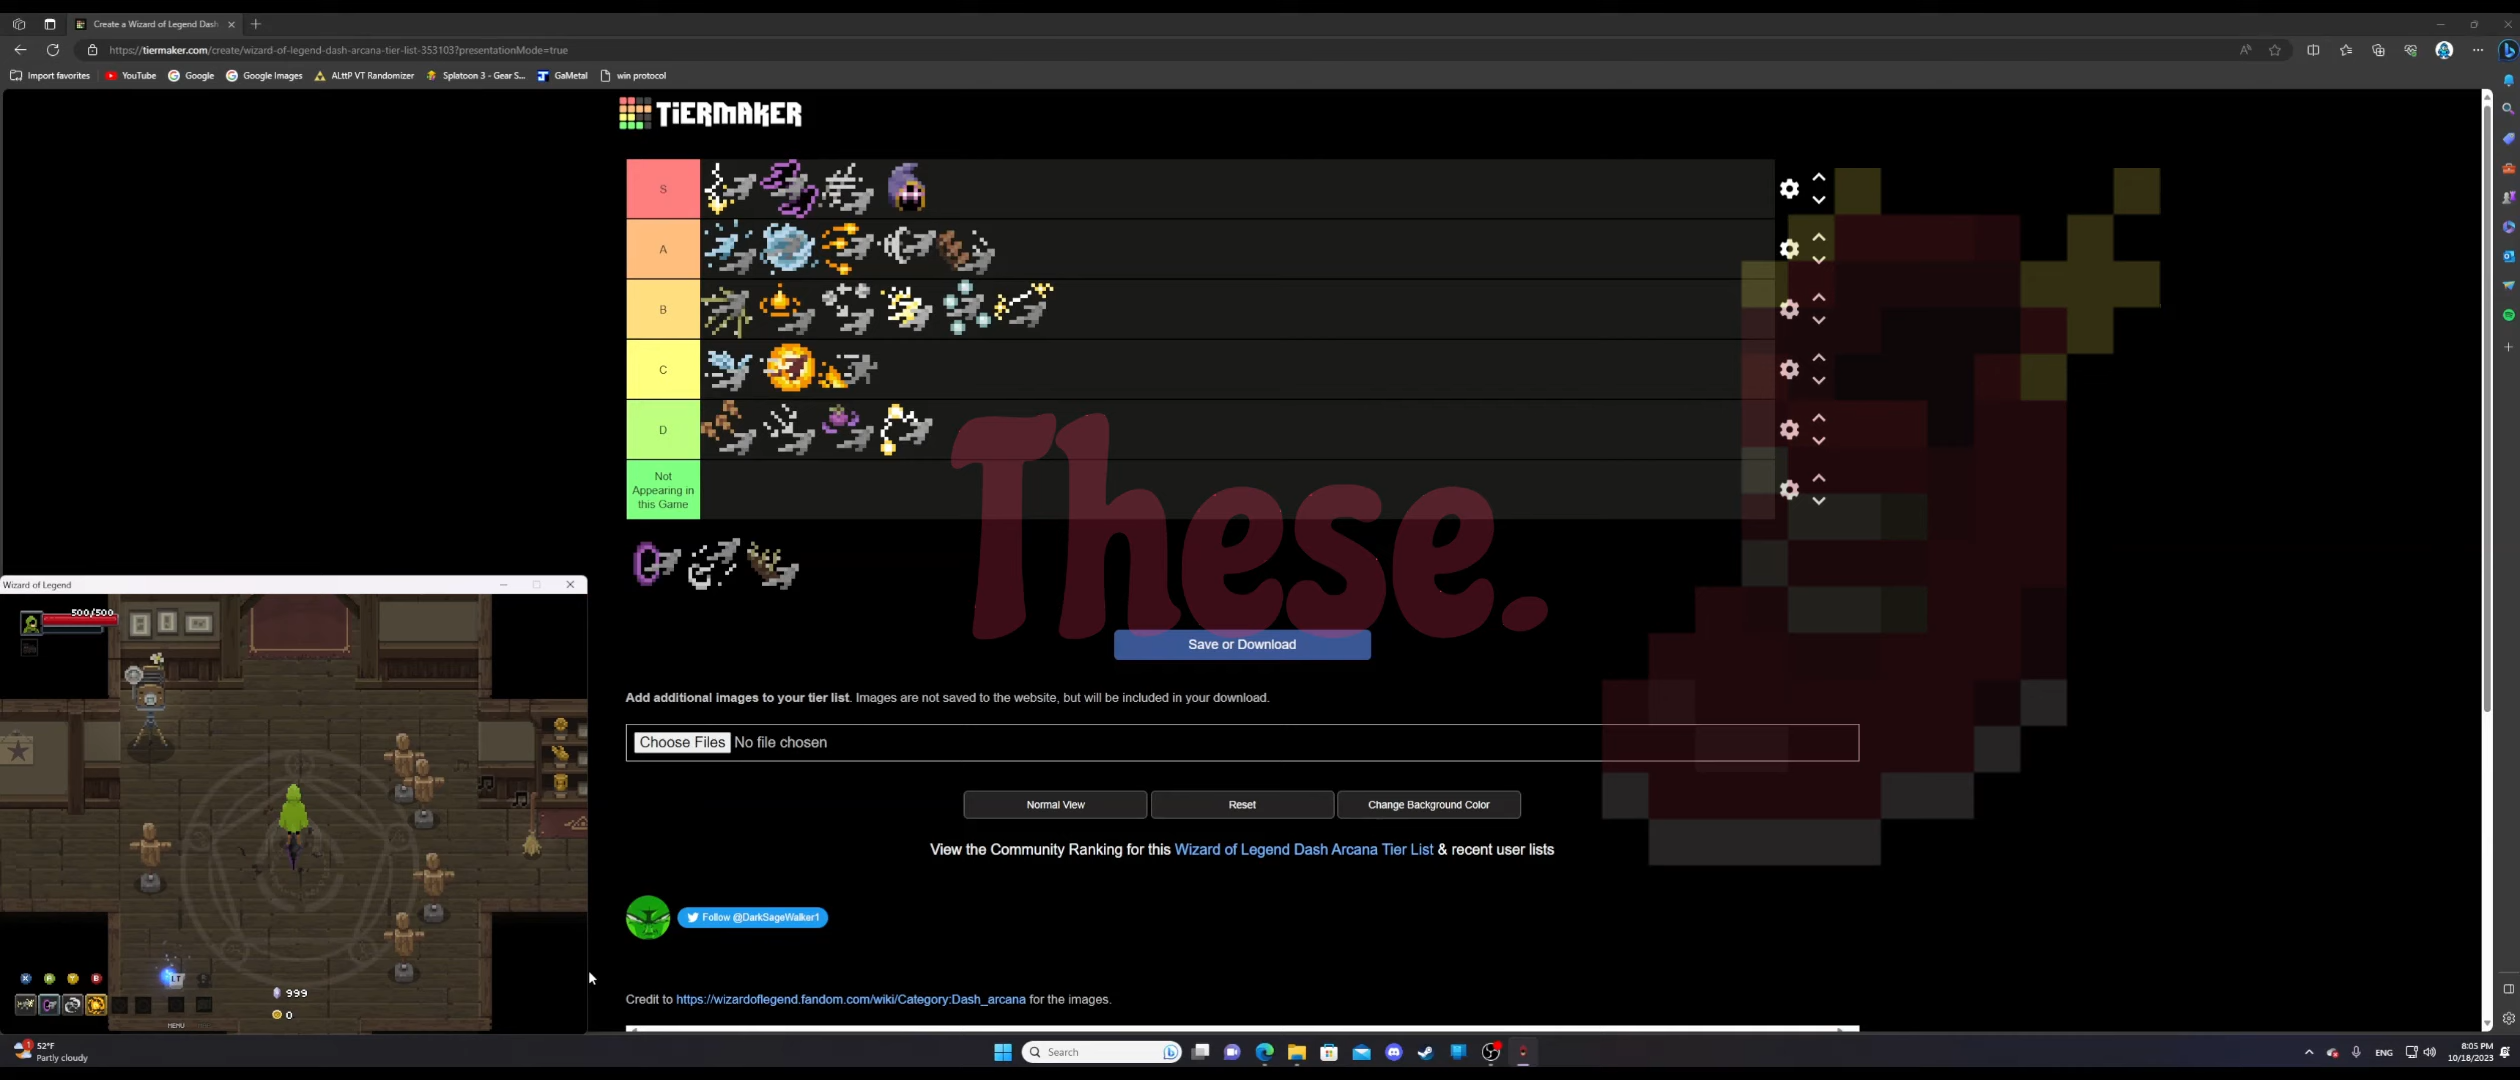 Create a Wizard of Legend Dash
https://tiermaker.com/create/wizard-of-legend-dash-arcana-tier-list-353103?presentationMode=true
Import favorites YouTube Google Google Images ALttP VT Randomizer Splatoon 3 - Gear S... GaMetal win protocol
TiERMAKER
S
A
B
C
D
Not
Appearing in
this Game
These.
Save or Download
Add additional images to your tier list. Images are not saved to the website, but will be included in your download.
Choose Files No file chosen
Normal View Reset Change Background Color
View the Community Ranking for this Wizard of Legend Dash Arcana Tier List & recent user lists
Follow @DarkSageWalker1
Credit to https://wizardoflegend.fandom.com/wiki/Category:Dash_arcana for the images.
Wizard of Legend
500/500
X A Y B LT
999
0
MENU
1
52°F
Partly cloudy
Search
ENG
8:05 PM
10/18/2023